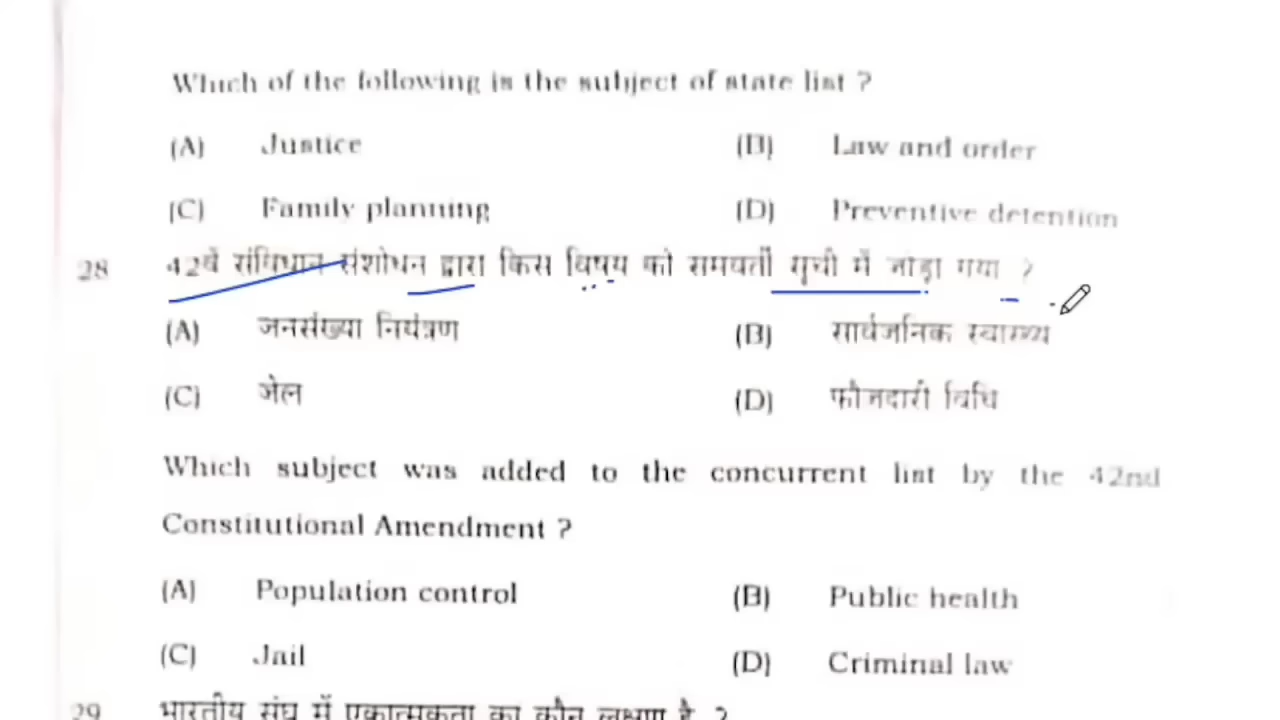 Which of the following is the subject of state list ?
(A) Justice (B) Law and order
(C) Family planning (D) Preventive detention
28 42वें संविधान संशोधन द्वारा किस विषय को समवर्ती सूची में जोड़ा गया ?
(A) जनसंख्या नियंत्रण (B) सार्वजनिक स्वास्थ्य
(C) जेल (D) फौजदारी विधि
Which subject was added to the concurrent list by the 42nd
Constitutional Amendment ?
(A) Population control (B) Public health
(C) Jail (D) Criminal law
29 भारतीय संघ में एकात्मकता का कौन लक्षण है ?